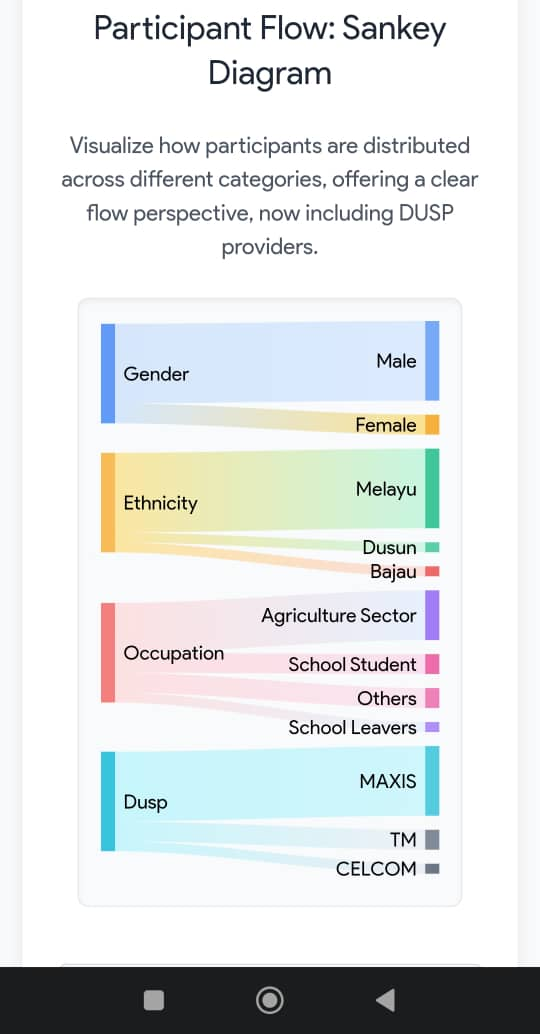 Participant Flow: Sankey
Diagram
Visualize how participants are distributed
across different categories, offering a clear
flow perspective, now including DUSP
providers.
Gender
Male
Female
Ethnicity
Melayu
Dusun
Bajau
Occupation
Agriculture Sector
School Student
Others
School Leavers
Dusp
MAXIS
TM
CELCOM